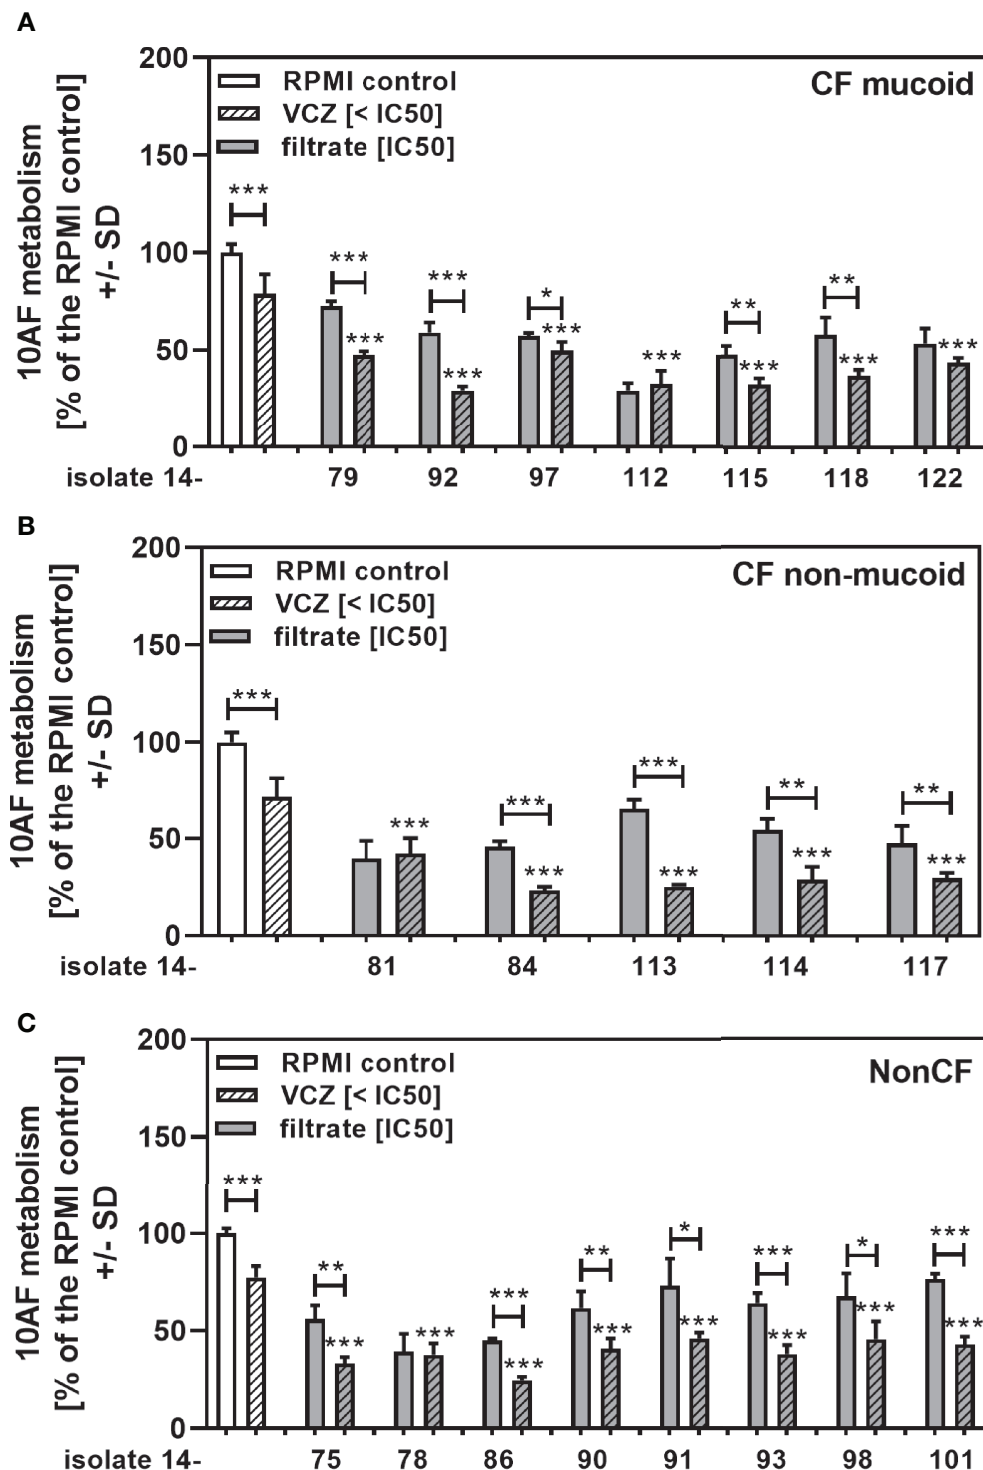 A
10AF metabolism
[% of the RPMI control]
+/- SD
200
150
100
50
0
RPMI control
VCZ [< IC50]
filtrate [IC50]
CF mucoid
***
***
***
***
***
*
***
***
**
***
**
***
***
isolate 14- 79 92 97 112 115 118 122
B
10AF metabolism
[% of the RPMI control]
+/- SD
200
150
100
50
0
RPMI control
VCZ [< IC50]
filtrate [IC50]
CF non-mucoid
***
***
***
***
***
***
**
***
**
***
isolate 14- 81 84 113 114 117
C
10AF metabolism
[% of the RPMI control]
+/- SD
200
150
100
50
0
RPMI control
VCZ [< IC50]
filtrate [IC50]
NonCF
***
**
***
***
***
***
**
***
*
***
***
***
*
***
***
***
isolate 14- 75 78 86 90 91 93 98 101